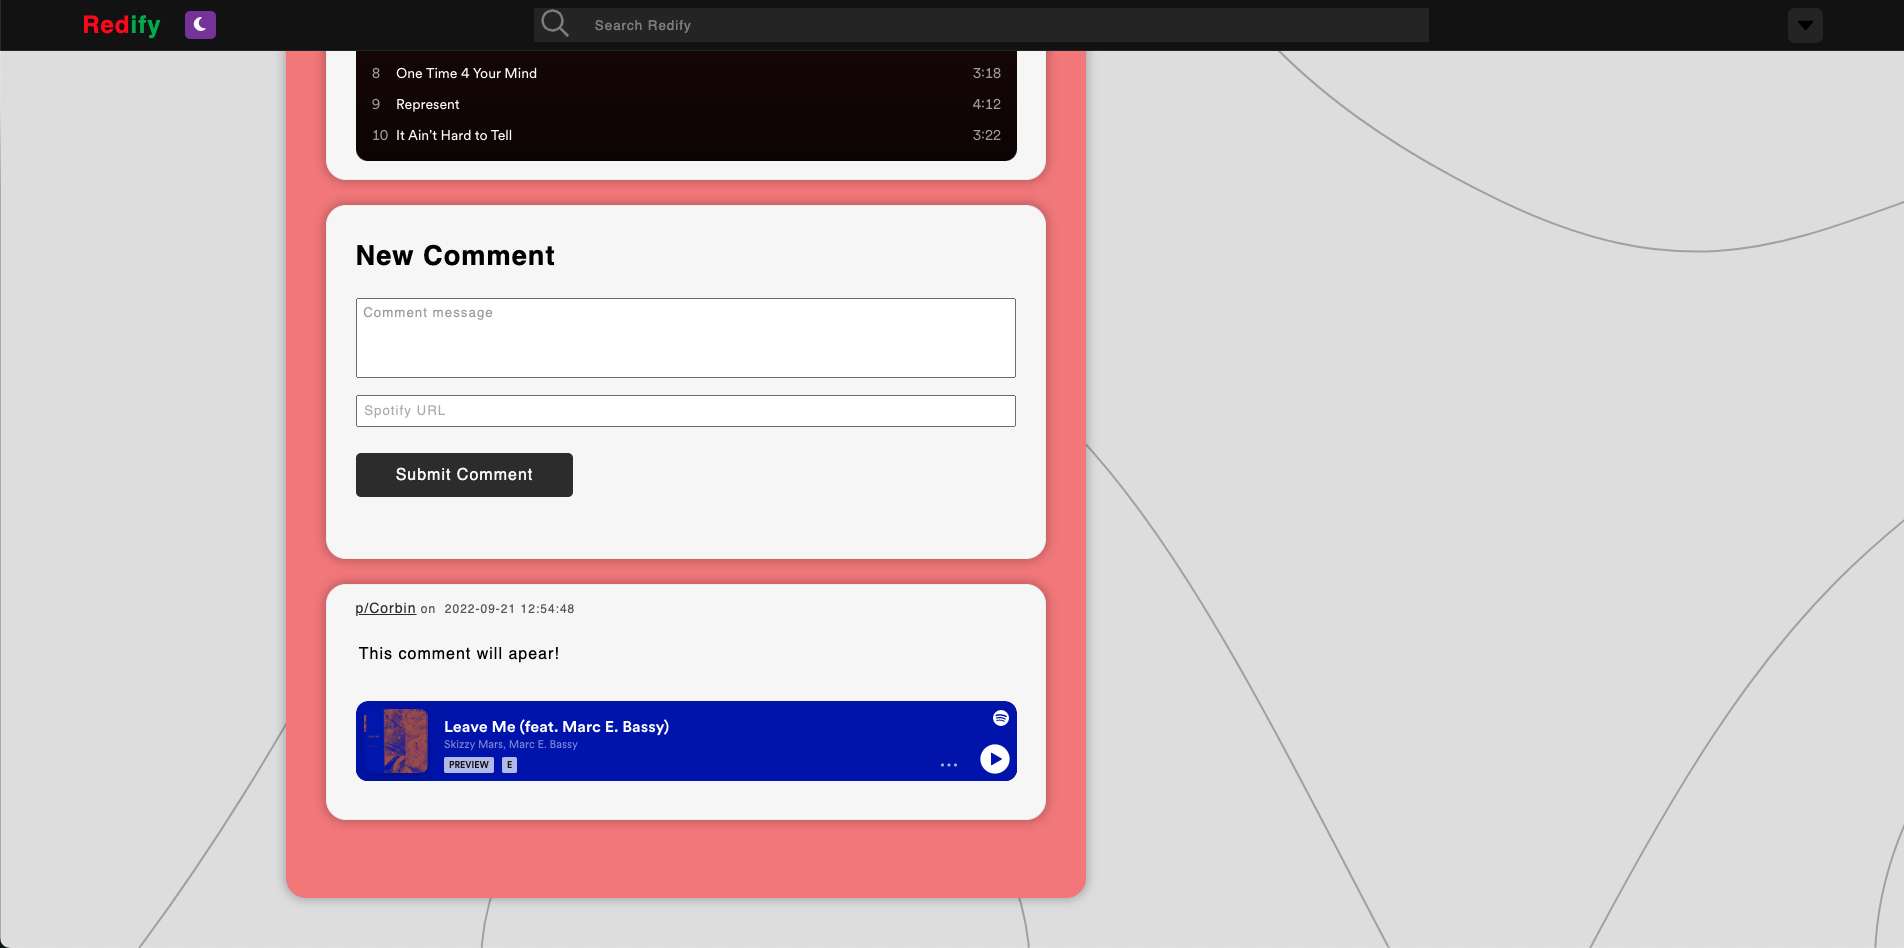 Redify
Search Redify
8 One Time 4 Your Mind 3:18
9 Represent 4:12
10 It Ain't Hard to Tell 3:22
New Comment
Comment message
Spotify URL
Submit Comment
p/Corbin on 2022-09-21 12:54:48
This comment will apear!
Leave Me (feat. Marc E. Bassy)
Skizzy Mars, Marc E. Bassy
PREVIEW E